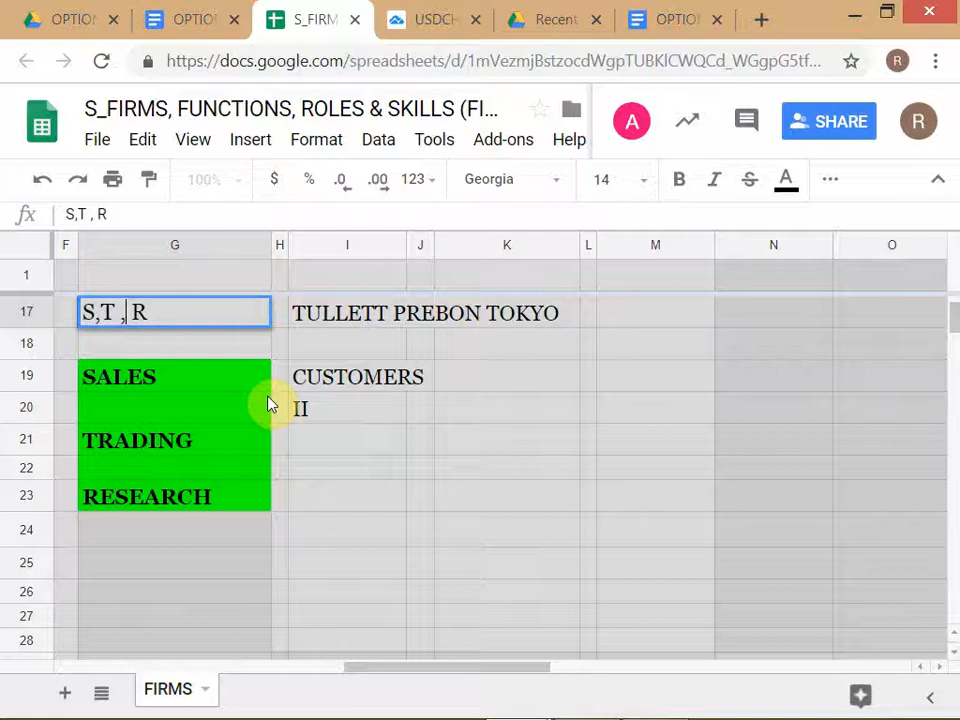 OPTION
OPTION
S_FIRM
USDCH
Recent
OPTIO
https://docs.google.com/spreadsheets/d/1mVezmjBstzocdWgpTUBKlCWQCd_WGgpG5tf...
R
S_FIRMS, FUNCTIONS, ROLES & SKILLS (FI...
A
SHARE
R
File Edit View Insert Format Data Tools Add-ons Help
100% $ % .0 .00 123 Georgia 14 B I S A
fx S,T , R
F G H I J K L M N O
1
17 S,T , R TULLETT PREBON TOKYO
18
19 SALES CUSTOMERS
20 II
21 TRADING
22
23 RESEARCH
24
25
26
27
28
FIRMS